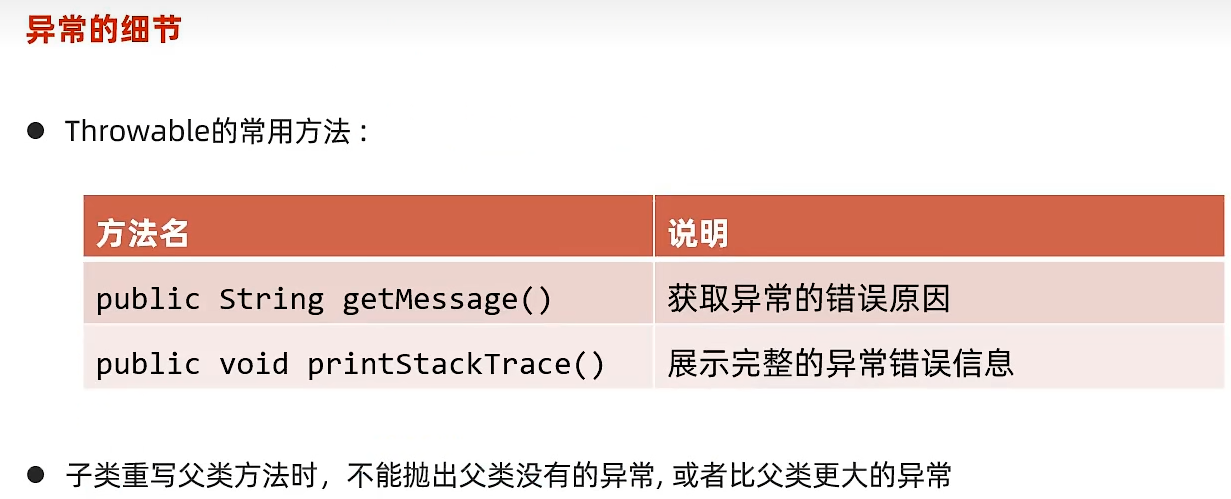 异常的细节
● Throwable的常用方法：
方法名 说明
public String getMessage() 获取异常的错误原因
public void printStackTrace() 展示完整的异常错误信息
● 子类重写父类方法时，不能抛出父类没有的异常, 或者比父类更大的异常